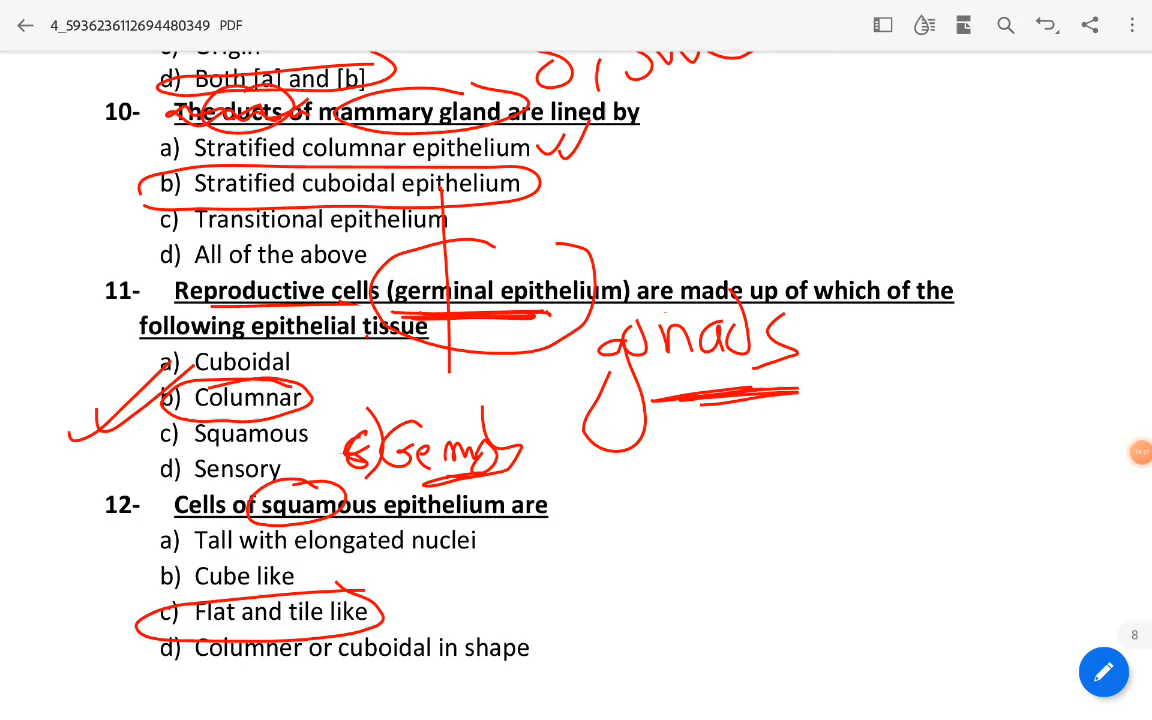 4_5936236112694480349 PDF
c) Origin
d) Both [a] and [b]
10- The ducts of mammary gland are lined by
a) Stratified columnar epithelium
b) Stratified cuboidal epithelium
c) Transitional epithelium
d) All of the above
11- Reproductive cells (germinal epithelium) are made up of which of the
following epithelial tissue
gonads
a) Cuboidal
b) Columnar
c) Squamous
d) Sensory
12- Cells of squamous epithelium are
a) Tall with elongated nuclei
b) Cube like
c) Flat and tile like
8
d) Columner or cuboidal in shape